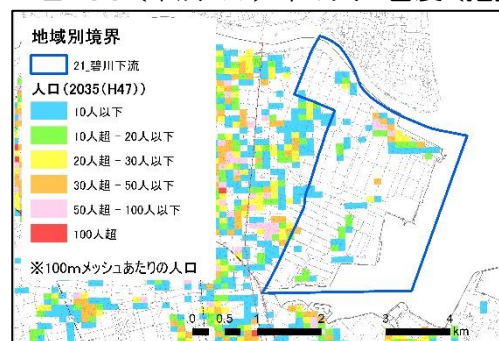 地域別境界
21_碧川下流
人口(2035(H47))
10人以下
10人超 - 20人以下
20人超 - 30人以下
30人超 - 50人以下
50人超 - 100人以下
100人超
※100mメッシュあたりの人口
0 0.5 1 2 3 4
km